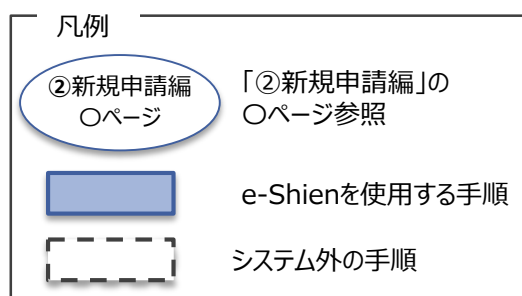 凡例
②新規申請編
〇ページ
「②新規申請編」の
〇ページ参照
e-Shienを使用する手順
システム外の手順